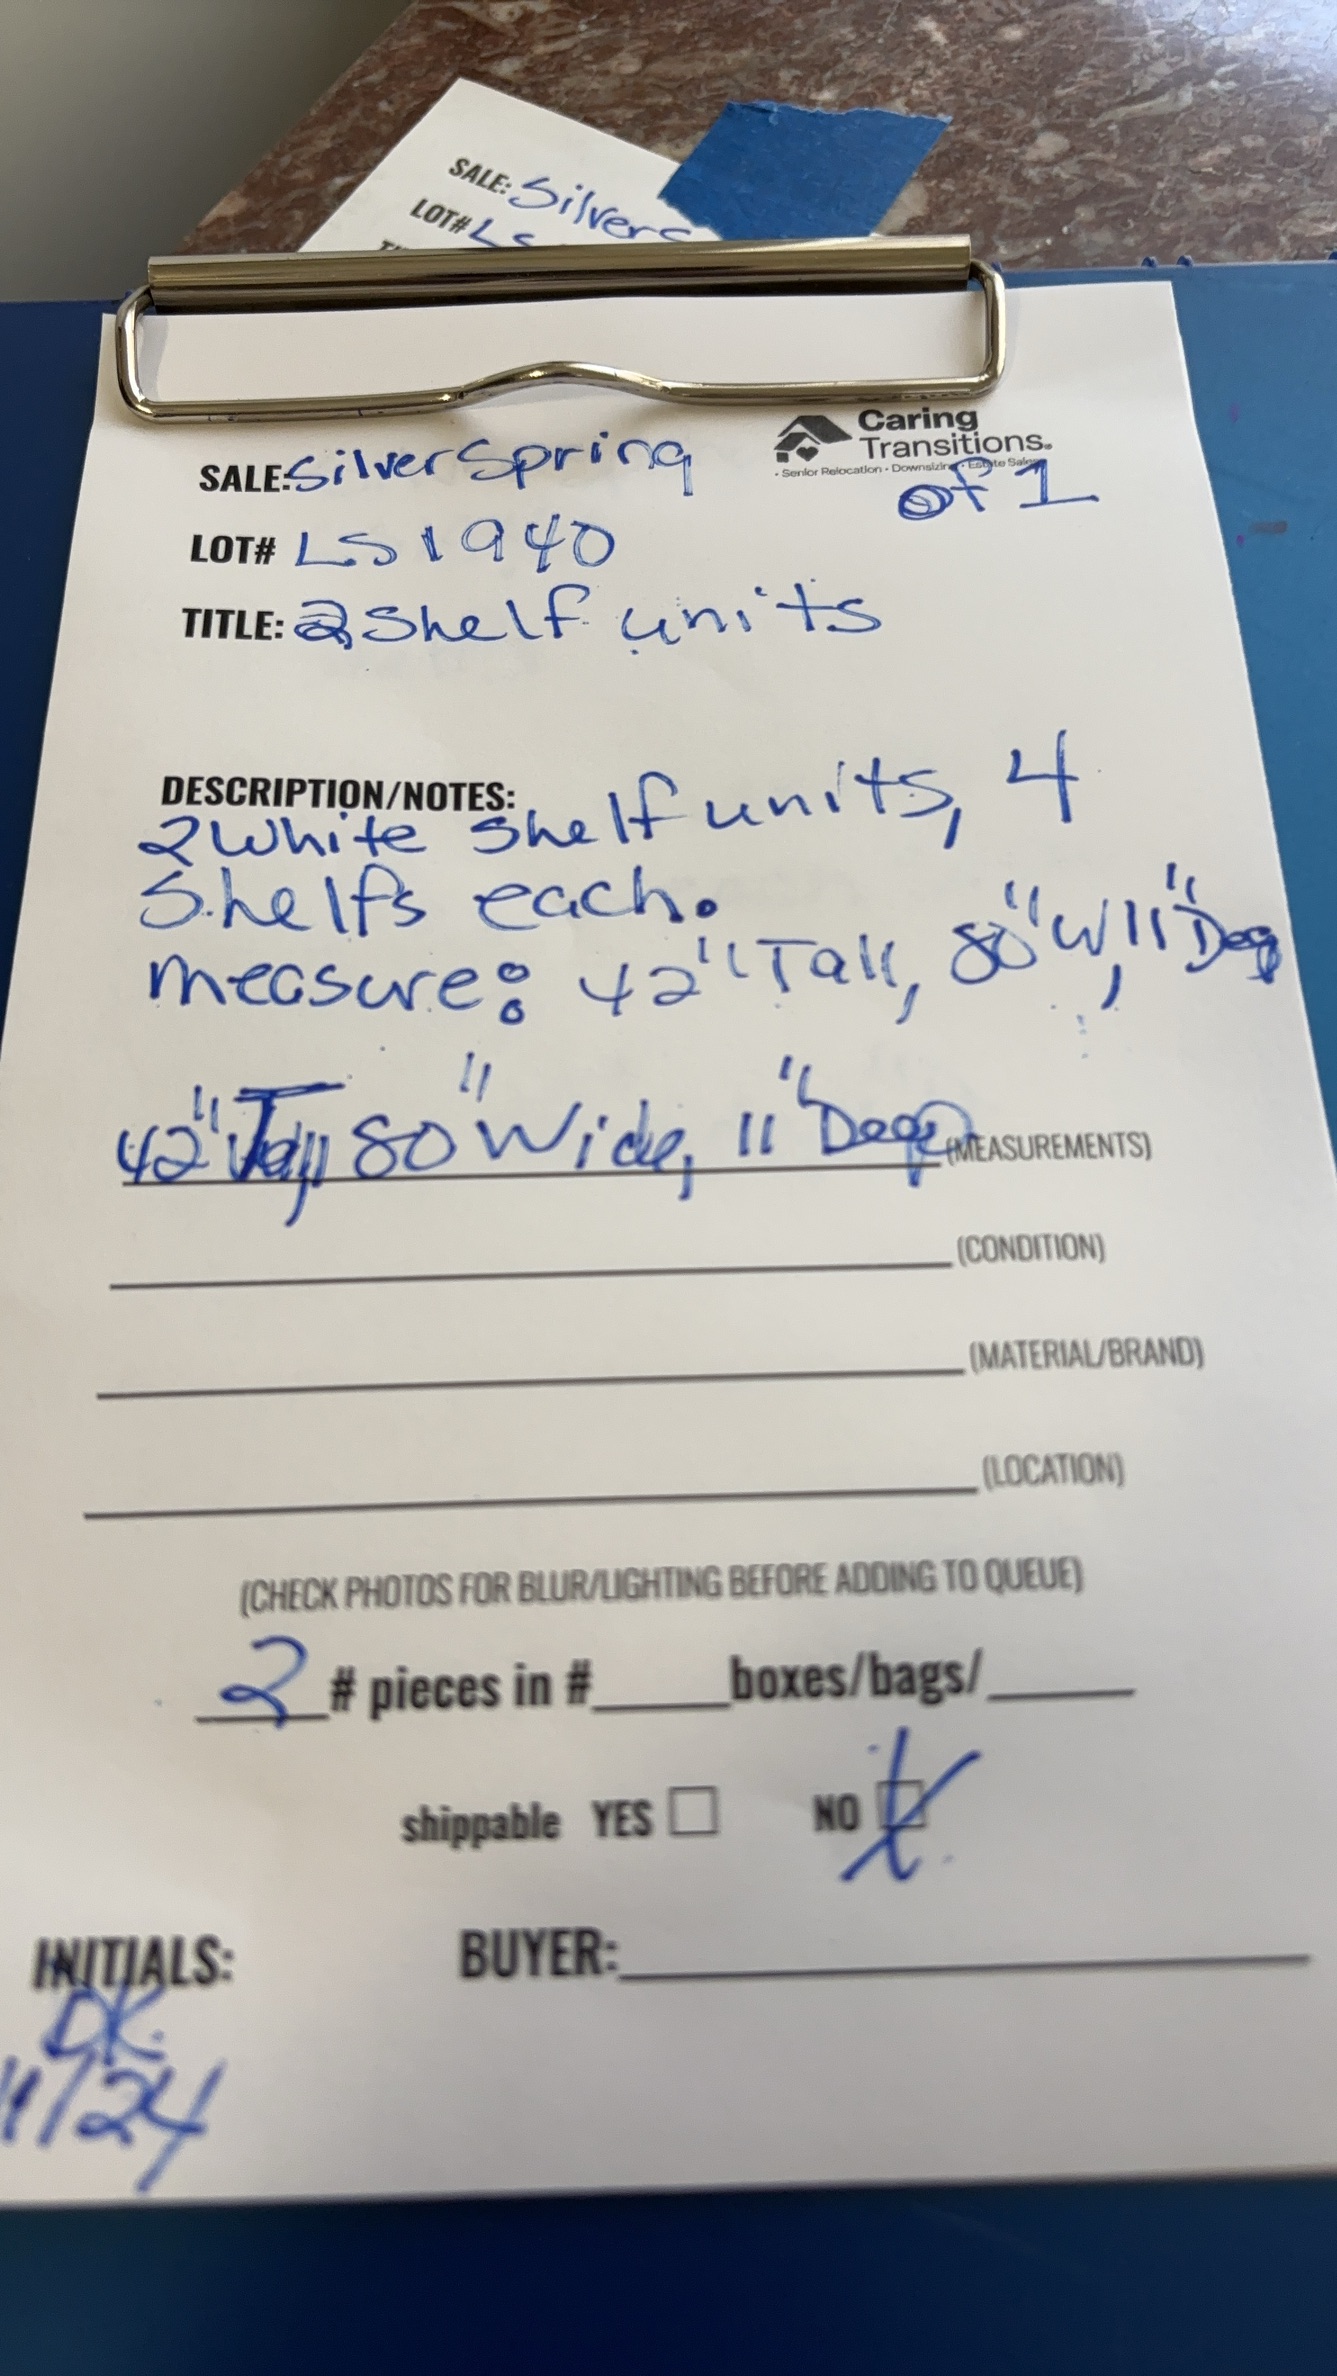 SALE: Silvers
LOT# LS
Caring
Transitions
• Senior Relocation • Downsizing • Estate Sales
SALE: Silver Spring
of 1
LOT# LS1940
TITLE: 2 Shelf units
DESCRIPTION/NOTES:
2 White Shelf units, 4
Shelfs each.
measure: 42" Tall, 80" W, 11" Deep
42" Tall, 80" Wide, 11" Deep (MEASUREMENTS)
(CONDITION)
(MATERIAL/BRAND)
(LOCATION)
(CHECK PHOTOS FOR BLUR/LIGHTING BEFORE ADDING TO QUEUE)
2 # pieces in # boxes/bags/
shippable YES NO X
INITIALS: BUYER:
DK.
11/24